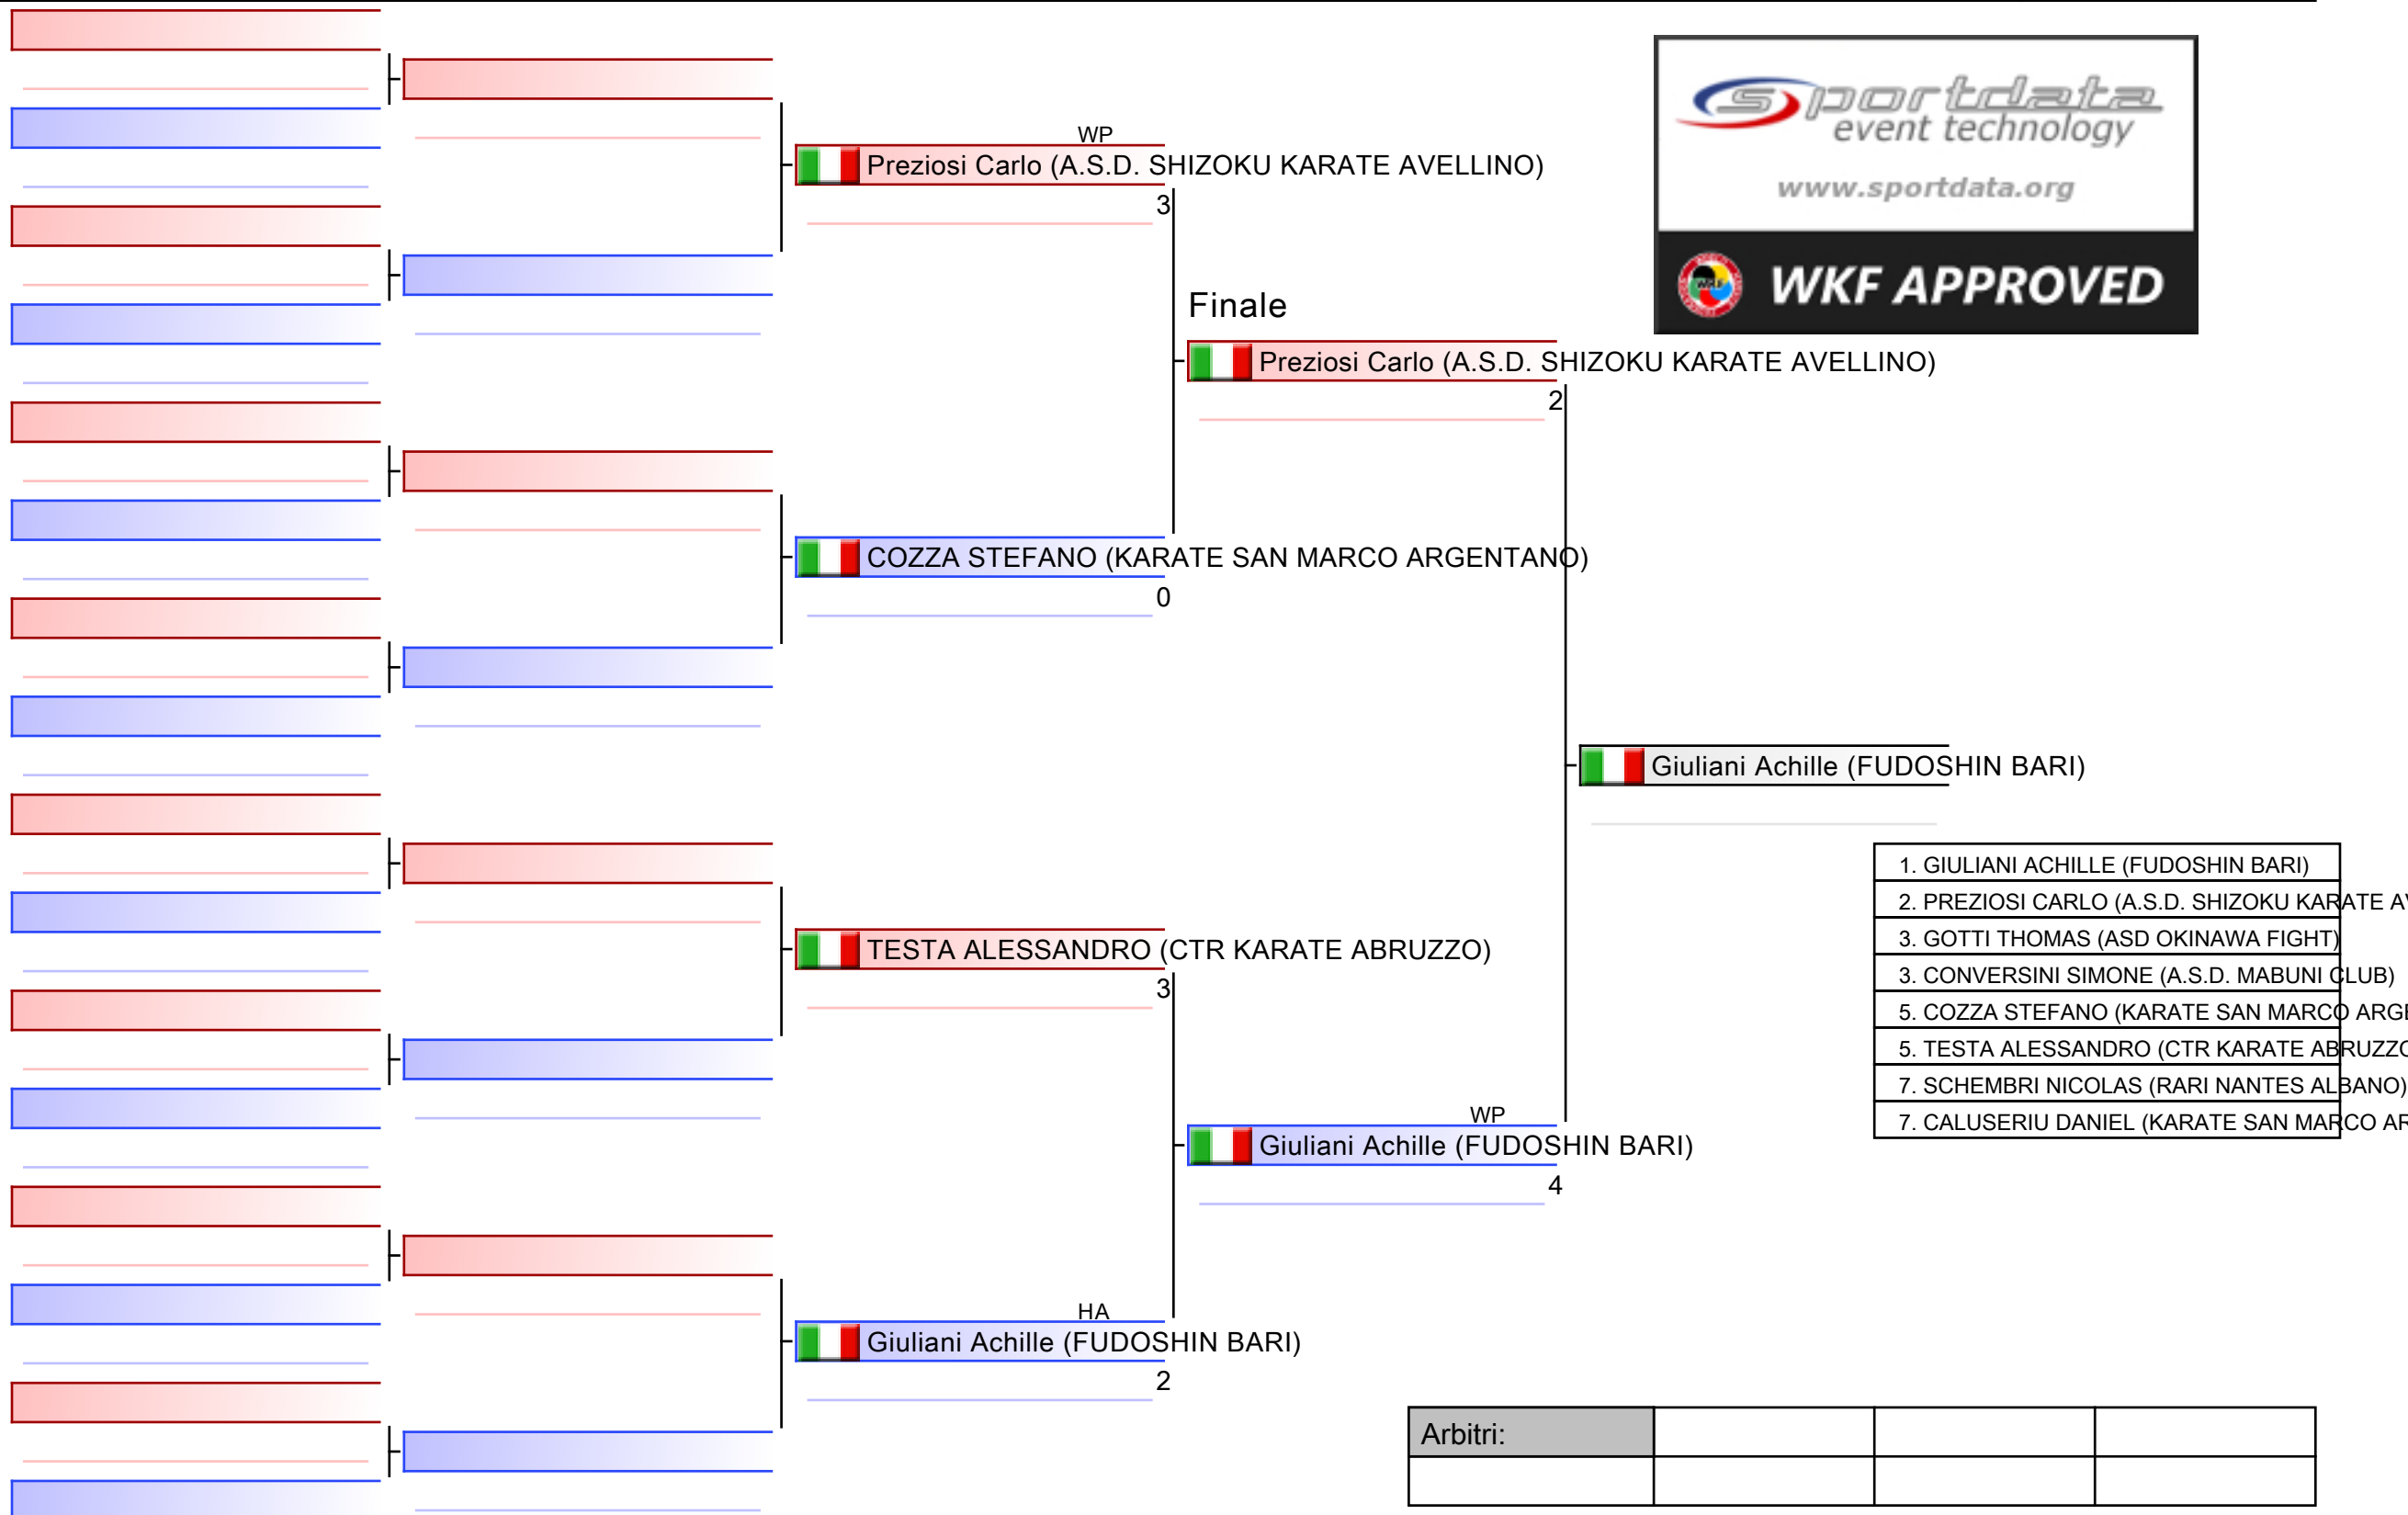 sportdata
event technology
www.sportdata.org
WKF APPROVED
WP
Preziosi Carlo (A.S.D. SHIZOKU KARATE AVELLINO)
3
Finale
Preziosi Carlo (A.S.D. SHIZOKU KARATE AVELLINO)
2
COZZA STEFANO (KARATE SAN MARCO ARGENTANO)
0
Giuliani Achille (FUDOSHIN BARI)
1. GIULIANI ACHILLE (FUDOSHIN BARI)
2. PREZIOSI CARLO (A.S.D. SHIZOKU KARATE AV
3. GOTTI THOMAS (ASD OKINAWA FIGHT)
3. CONVERSINI SIMONE (A.S.D. MABUNI CLUB)
5. COZZA STEFANO (KARATE SAN MARCO ARGE
5. TESTA ALESSANDRO (CTR KARATE ABRUZZO
7. SCHEMBRI NICOLAS (RARI NANTES ALBANO)
7. CALUSERIU DANIEL (KARATE SAN MARCO AR
TESTA ALESSANDRO (CTR KARATE ABRUZZO)
3
WP
Giuliani Achille (FUDOSHIN BARI)
4
HA
Giuliani Achille (FUDOSHIN BARI)
2
Arbitri: